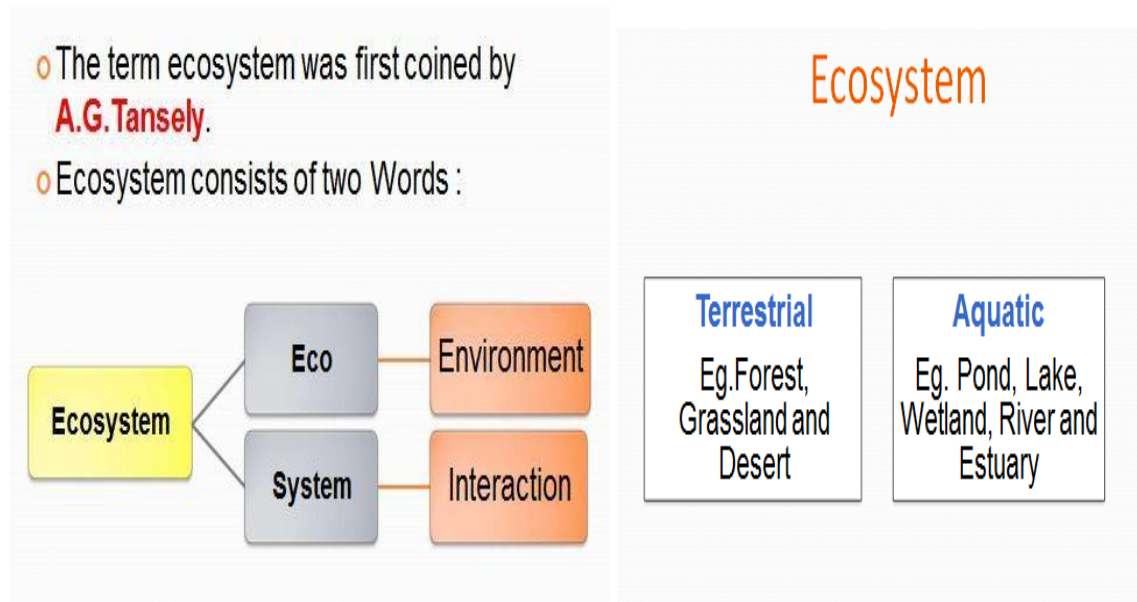 The term ecosystem was first coined by
A.G.Tansely.
Ecosystem consists of two Words :
Ecosystem
Eco
Environment
System
Interaction
Ecosystem
Terrestrial
Eg.Forest,
Grassland and
Desert
Aquatic
Eg. Pond, Lake,
Wetland, River and
Estuary